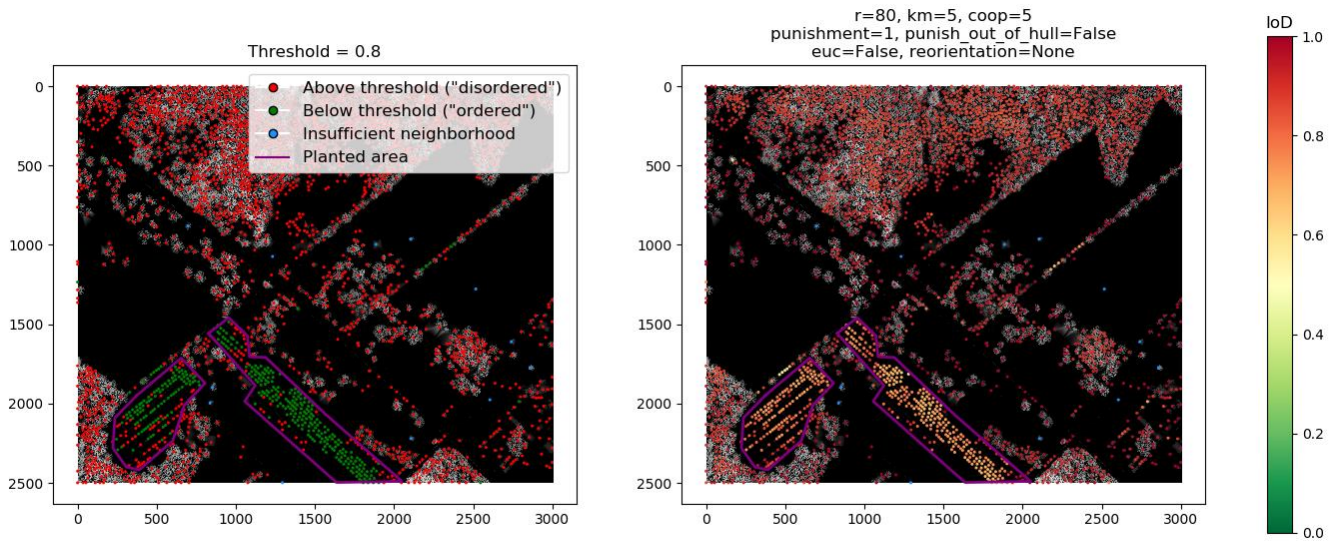 Threshold = 0.8
Above threshold ("disordered")
Below threshold ("ordered")
Insufficient neighborhood
Planted area
0
500
1000
1500
2000
2500
0 500 1000 1500 2000 2500 3000
r=80, km=5, coop=5
punishment=1, punish_out_of_hull=False
euc=False, reorientation=None
0
500
1000
1500
2000
2500
0 500 1000 1500 2000 2500 3000
IoD
1.0
0.8
0.6
0.4
0.2
0.0